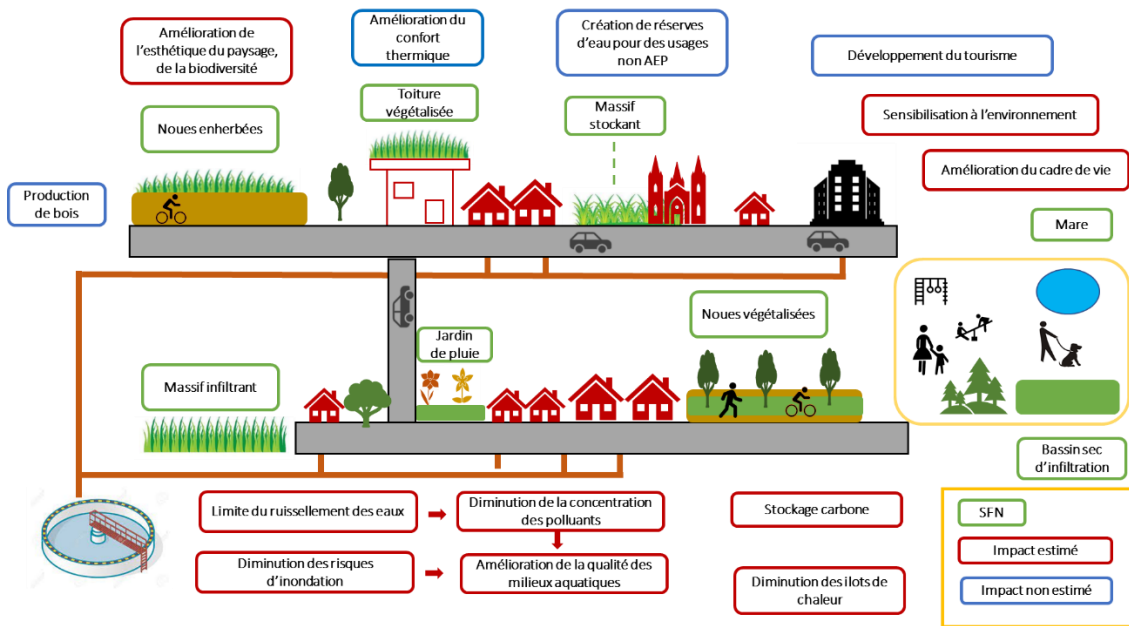 Amélioration de
l'esthétique du paysage,
de la biodiversité
Amélioration du
confort
thermique
Création de réserves
d'eau pour des usages
non AEP
Développement du tourisme
Noues enherbées
Toiture
végétalisée
Massif
stockant
Sensibilisation à l'environnement
Amélioration du cadre de vie
Production
de bois
Mare
Noues végétalisées
Jardin
de pluie
Massif infiltrant
Bassin sec
d'infiltration
Limite du ruissellement des eaux
Diminution de la concentration
des polluants
Stockage carbone
Diminution des risques
d'inondation
Amélioration de la qualité des
milieux aquatiques
Diminution des ilots de
chaleur
SFN
Impact estimé
Impact non estimé